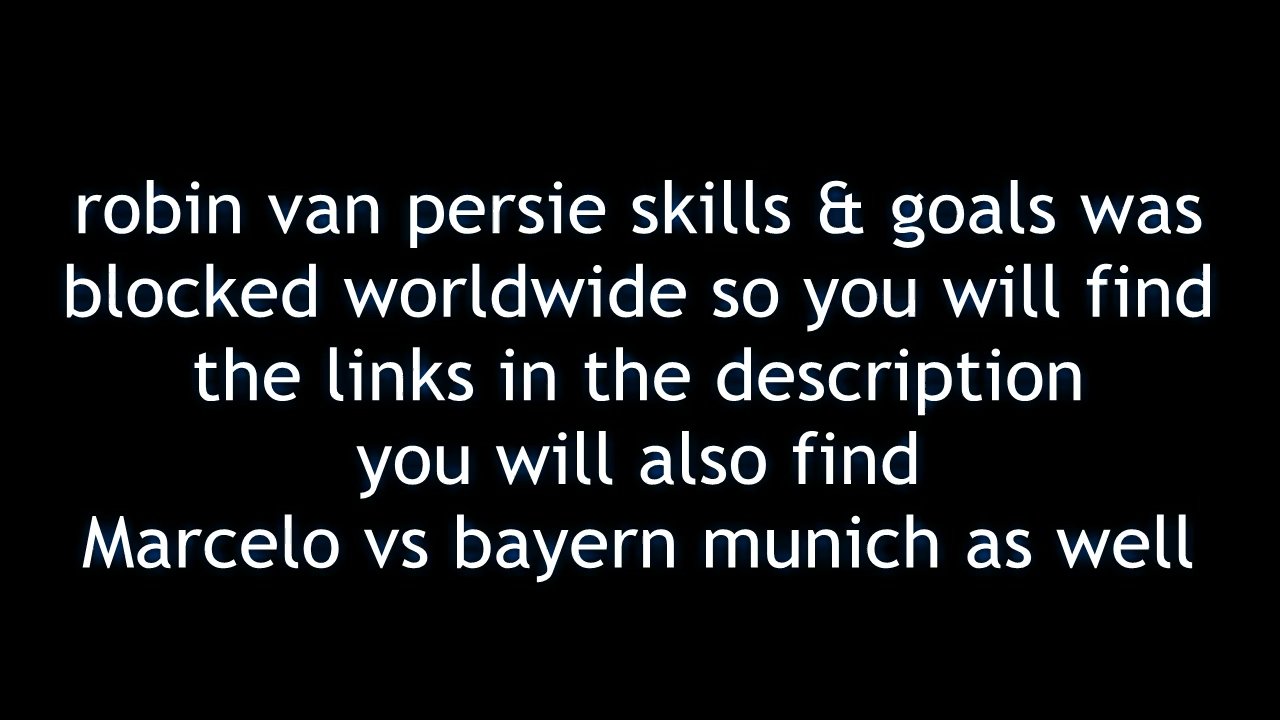 robin van persie skills & goals was
blocked worldwide so you will find
the links in the description
you will also find
Marcelo vs bayern munich as well